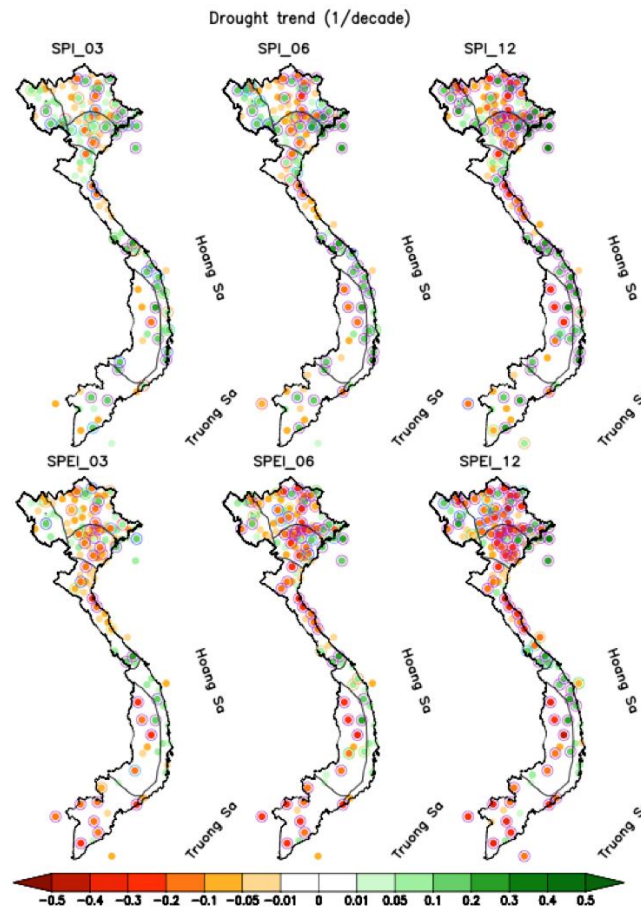 Drought trend (1/decade)
SPI_03 SPI_06 SPI_12
Hoang Sa Hoang Sa Hoang Sa
Truong Sa Truong Sa Truong Sa
SPEI_03 SPEI_06 SPEI_12
Hoang Sa Hoang Sa Hoang Sa
Truong Sa Truong Sa Truong Sa
-0.5 -0.4 -0.3 -0.2 -0.1 -0.05 -0.01 0 0.01 0.05 0.1 0.2 0.3 0.4 0.5